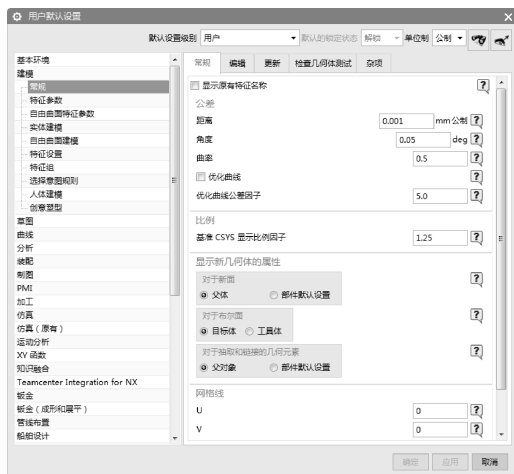 用户默认设置
默认设置级别 用户 默认的锁定状态 解锁 单位制 公制
基本环境
建模
常规
特征参数
自由曲面特征参数
实体建模
自由曲面建模
特征设置
特征组
选择意图规则
人体建模
创意塑型
草图
曲线
分析
装配
制图
PMI
加工
仿真
仿真（原有）
运动分析
XY 函数
知识融合
Teamcenter Integration for NX
钣金
钣金（成形和展平）
管线布置
船舶设计
常规 编辑 更新 检查几何体测试 杂项
显示原有特征名称 ?
公差
距离 0.001 mm公制 ?
角度 0.05 deg ?
曲率 0.5 ?
优化曲线 ?
优化曲线公差因子 5.0 ?
比例
基准 CSYS 显示比例因子 1.25 ?
显示新几何体的属性
对于新面 ?
父体 部件默认设置
对于布尔面 ?
目标体 工具体
对于抽取和链接的几何元素 ?
父对象 部件默认设置
网格线
U 0 ?
V 0 ?
确定 应用 取消